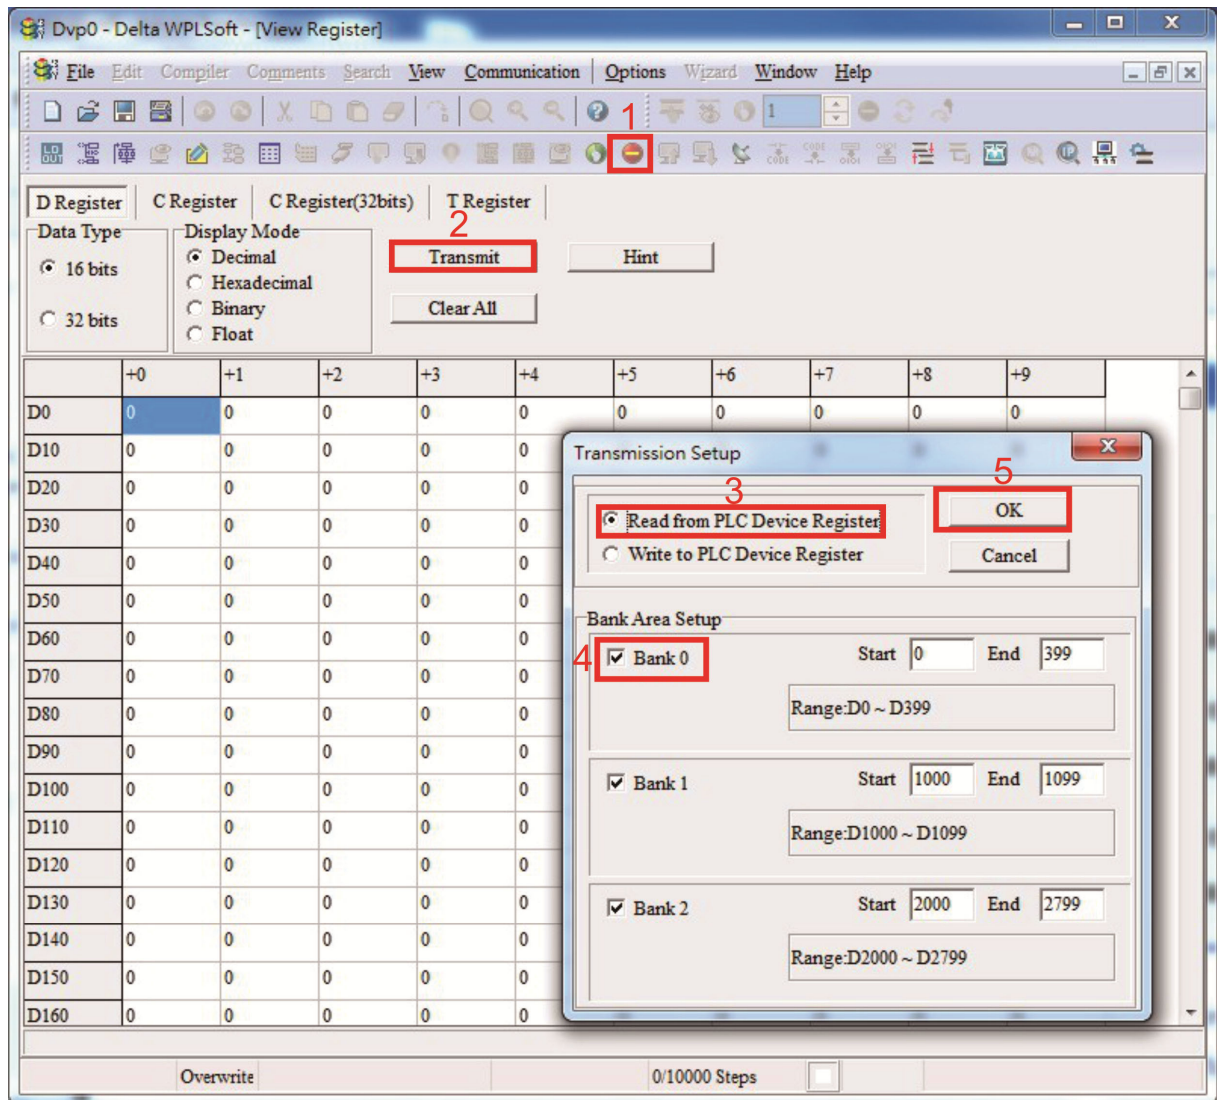 Dvp0 - Delta WPLSoft - [View Register]
File Edit Compiler Comments Search View Communication Options Wizard Window Help
1
1
D Register C Register C Register(32bits) T Register
2
Data Type Display Mode
16 bits
32 bits
Decimal
Hexadecimal
Binary
Float
Transmit Hint
Clear All
+0 +1 +2 +3 +4 +5 +6 +7 +8 +9
D0 0 0 0 0 0 0 0 0 0 0
D10 0 0 0 0 0
D20 0 0 0 0 0
D30 0 0 0 0 0
D40 0 0 0 0 0
D50 0 0 0 0 0
D60 0 0 0 0 0
D70 0 0 0 0 0
D80 0 0 0 0 0
D90 0 0 0 0 0
D100 0 0 0 0 0
D110 0 0 0 0 0
D120 0 0 0 0 0
D130 0 0 0 0 0
D140 0 0 0 0 0
D150 0 0 0 0 0
D160 0 0 0 0 0
Transmission Setup
3
5
Read from PLC Device Register OK
Write to PLC Device Register Cancel
Bank Area Setup
4
Bank 0 Start 0 End 399
Range:D0 ~ D399
Bank 1 Start 1000 End 1099
Range:D1000 ~ D1099
Bank 2 Start 2000 End 2799
Range:D2000 ~ D2799
Overwrite 0/10000 Steps